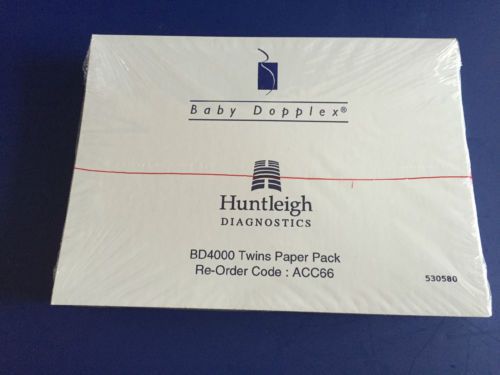 Baby Dopplex®
Huntleigh
DIAGNOSTICS
BD4000 Twins Paper Pack
Re-Order Code : ACC66
530580